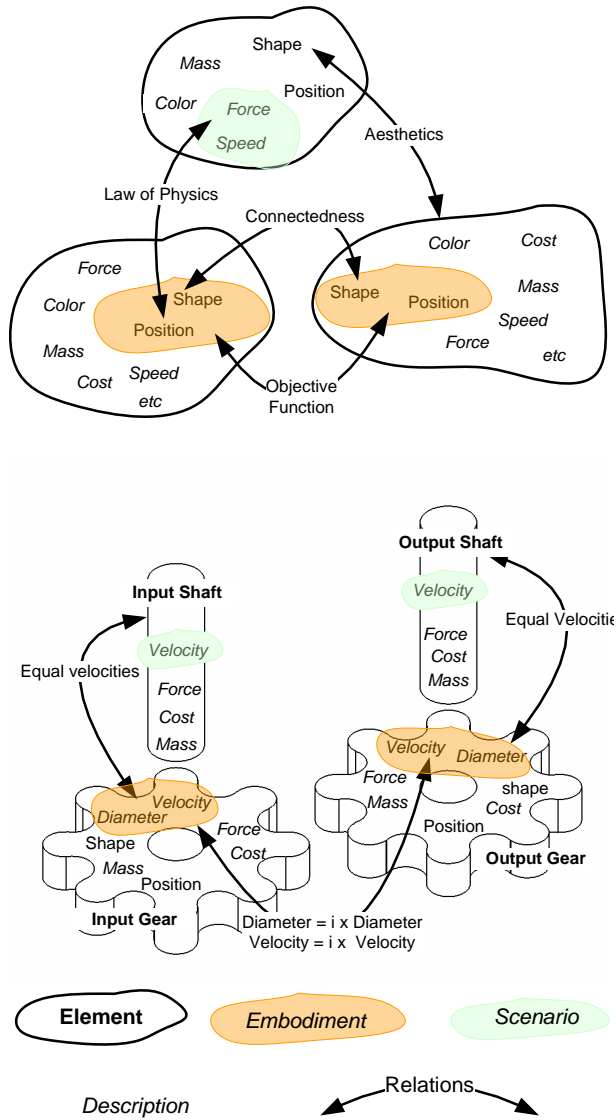 Shape
Mass
Position
Color
Force
Speed
Aesthetics
Law of Physics
Connectedness
Force
Color
Shape
Position
Mass
Cost
Speed
etc
Color
Cost
Shape
Position
Mass
Speed
Force
etc
Objective
Function
Input Shaft
Velocity
Force
Cost
Mass
Equal velocities
Output Shaft
Velocity
Force
Cost
Mass
Equal Velocitie
Velocity
Diameter
Shape
Mass
Position
Force
Cost
Input Gear
Velocity
Diameter
Force
Mass
shape
Cost
Position
Output Gear
Diameter = i x Diameter
Velocity = i x Velocity
Element
Embodiment
Scenario
Description
Relations